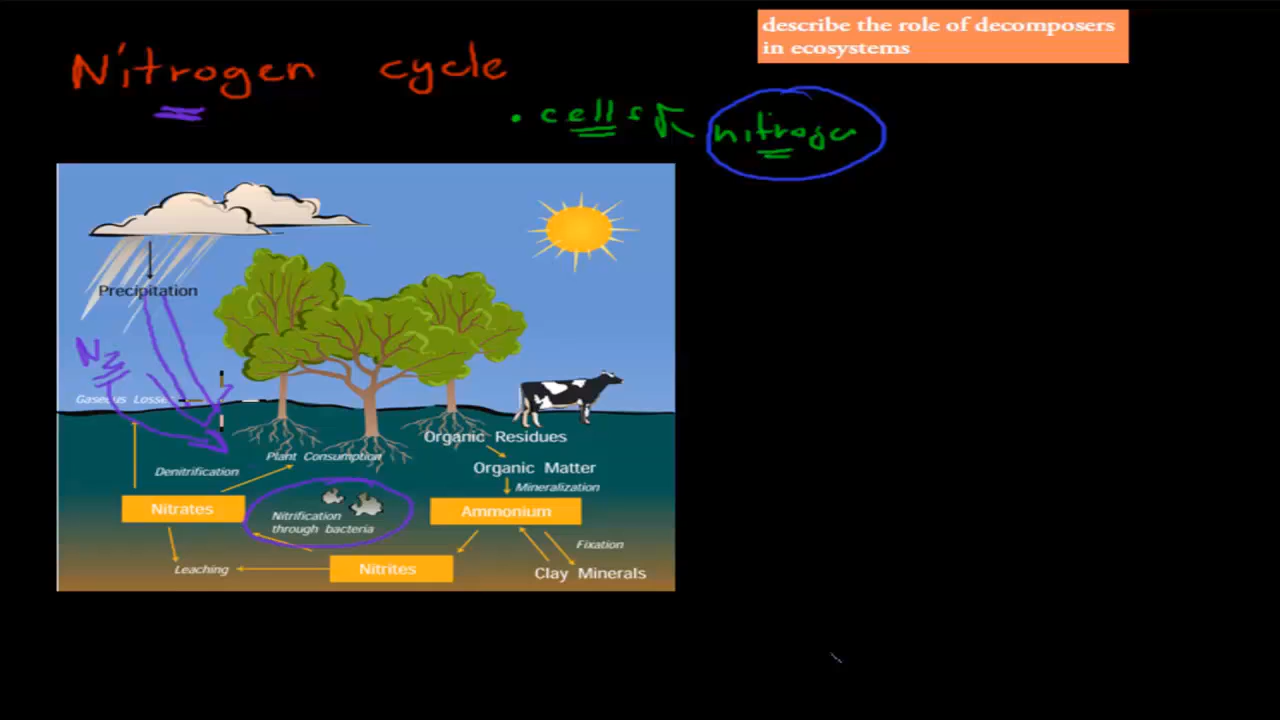 describe the role of decomposers
in ecosystems
Nitrogen cycle
• cells nitrogen
Precipitation
N2
Gaseous Losses
Organic Residues
Plant Consumption
Denitrification
Organic Matter
Mineralization
Nitrates
Nitrification
through bacteria
Ammonium
Fixation
Leaching
Nitrites
Clay Minerals